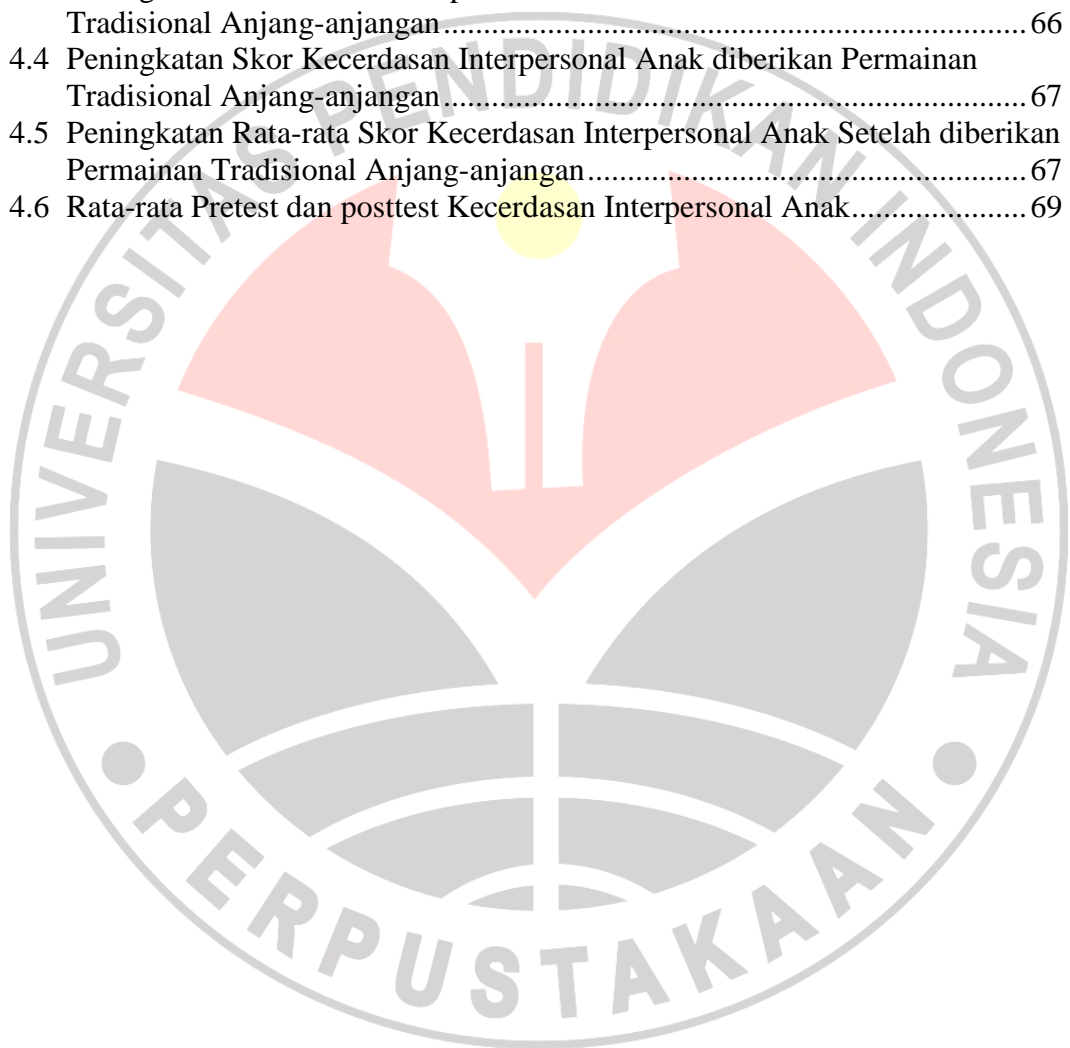 Tradisional Anjang-anjangan.......................................................................... 66
4.4 Peningkatan Skor Kecerdasan Interpersonal Anak diberikan Permainan
Tradisional Anjang-anjangan.......................................................................... 67
4.5 Peningkatan Rata-rata Skor Kecerdasan Interpersonal Anak Setelah diberikan
Permainan Tradisional Anjang-anjangan........................................................ 67
4.6 Rata-rata Pretest dan posttest Kecerdasan Interpersonal Anak...................... 69
UNIVERSITAS PENDIDIKAN INDONESIA
PERPUSTAKAAN